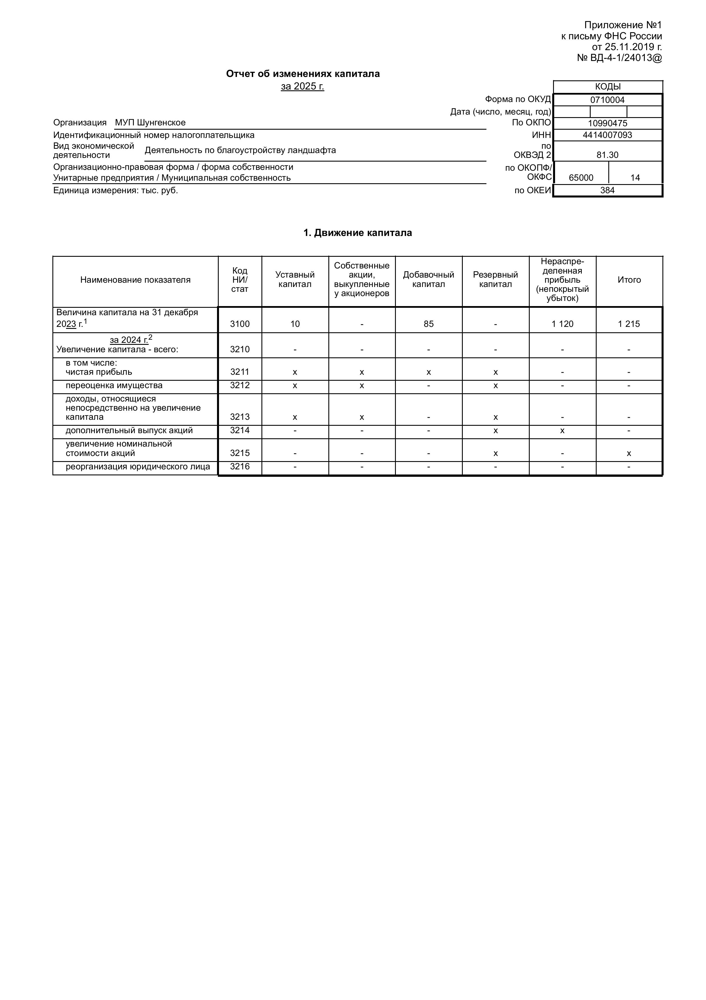 Приложение №1
к письму ФНС России
от 25.11.2019 г.
№ ВД-4-1/24013@
Отчет об изменениях капитала
за 2025 г.
КОДЫ
Форма по ОКУД 0710004
Дата (число, месяц, год)
Организация МУП Шунгенское По ОКПО 10990475
Идентификационный номер налогоплательщика ИНН 4414007093
Вид экономической
деятельности Деятельность по благоустройству ландшафта по
ОКВЭД 2 81.30
Организационно-правовая форма / форма собственности по ОКОПФ/
Унитарные предприятия / Муниципальная собственность ОКФС 65000 14
Единица измерения: тыс. руб. по ОКЕИ 384
1. Движение капитала
Наименование показателя
Код
НИ/
стат
Уставный
капитал
Собственные
акции,
выкупленные
у акционеров
Добавочный
капитал
Резервный
капитал
Нераспре-
деленная
прибыль
(непокрытый
убыток)
Итого
Величина капитала на 31 декабря
2023 г.1 3100 10 - 85 - 1 120 1 215
за 2024 г.2
Увеличение капитала - всего: 3210 - - - - - -
в том числе:
чистая прибыль 3211 х х х х - -
переоценка имущества 3212 х х - х - -
доходы, относящиеся
непосредственно на увеличение
капитала 3213 х х - х - -
дополнительный выпуск акций 3214 - - - х х -
увеличение номинальной
стоимости акций 3215 - - - х - х
реорганизация юридического лица 3216 - - - - - -